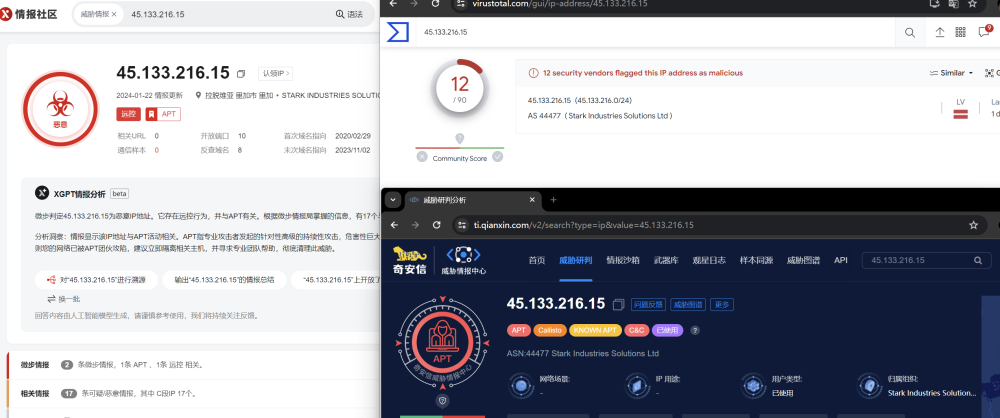 情报社区
威胁情报 ×
45.133.216.15
语法
45.133.216.15
认领IP >
2024-01-22 情报更新
拉脱维亚 里加市 里加 • STARK INDUSTRIES SOLUTIO
远控
APT
恶意
相关URL 0
开放端口 10
首次域名指向 2020/02/29
通信样本 0
反查域名 8
末次域名指向 2023/11/02
XGPT情报分析 beta
微步判定45.133.216.15为恶意IP地址。它存在远控行为，并与APT有关。根据微步情报局掌握的信息，有17个
分析洞察：情报显示该IP地址与APT活动相关。APT指专业攻击者发起的针对性高级的持续性攻击，危害性巨大
则您的网络已被APT团伙攻陷，建议立即隔离相关主机，并寻求专业团队帮助，彻底清理此威胁。
对“45.133.216.15”进行溯源
输出“45.133.216.15”的情报总结
“45.133.216.15”上开放了
换一批
回答内容由人工智能模型生成，请谨慎参考使用，我们将持续关注反馈。
微步情报 2 条微步情报，1条 APT 、1条 远控 相关。
相关情报 17 条可疑/恶意情报，其中 C段IP 17个。
virustotal.com/gui/ip-address/45.133.216.15
45.133.216.15
9
12
/ 90
Community Score
12 security vendors flagged this IP address as malicious
Similar
45.133.216.15 (45.133.216.0/24)
AS 44477 ( Stark Industries Solutions Ltd )
LV
La
1 d
威胁研判分析
ti.qianxin.com/v2/search?type=ip&value=45.133.216.15
奇安信
威胁情报中心
首页 威胁研判 情报沙箱 武器库 观星日志 样本同源 威胁图谱 API
45.133.216.15
45.133.216.15
问题反馈
威胁图谱
更多
APT
Callisto
KNOWN APT
C&C
已使用
ASN:44477 Stark Industries Solutions Ltd
APT
奇安信威胁情报中心
网络场景:
-
IP 用途:
-
用户类型:
已使用
归属组织:
Stark Industries Solution...